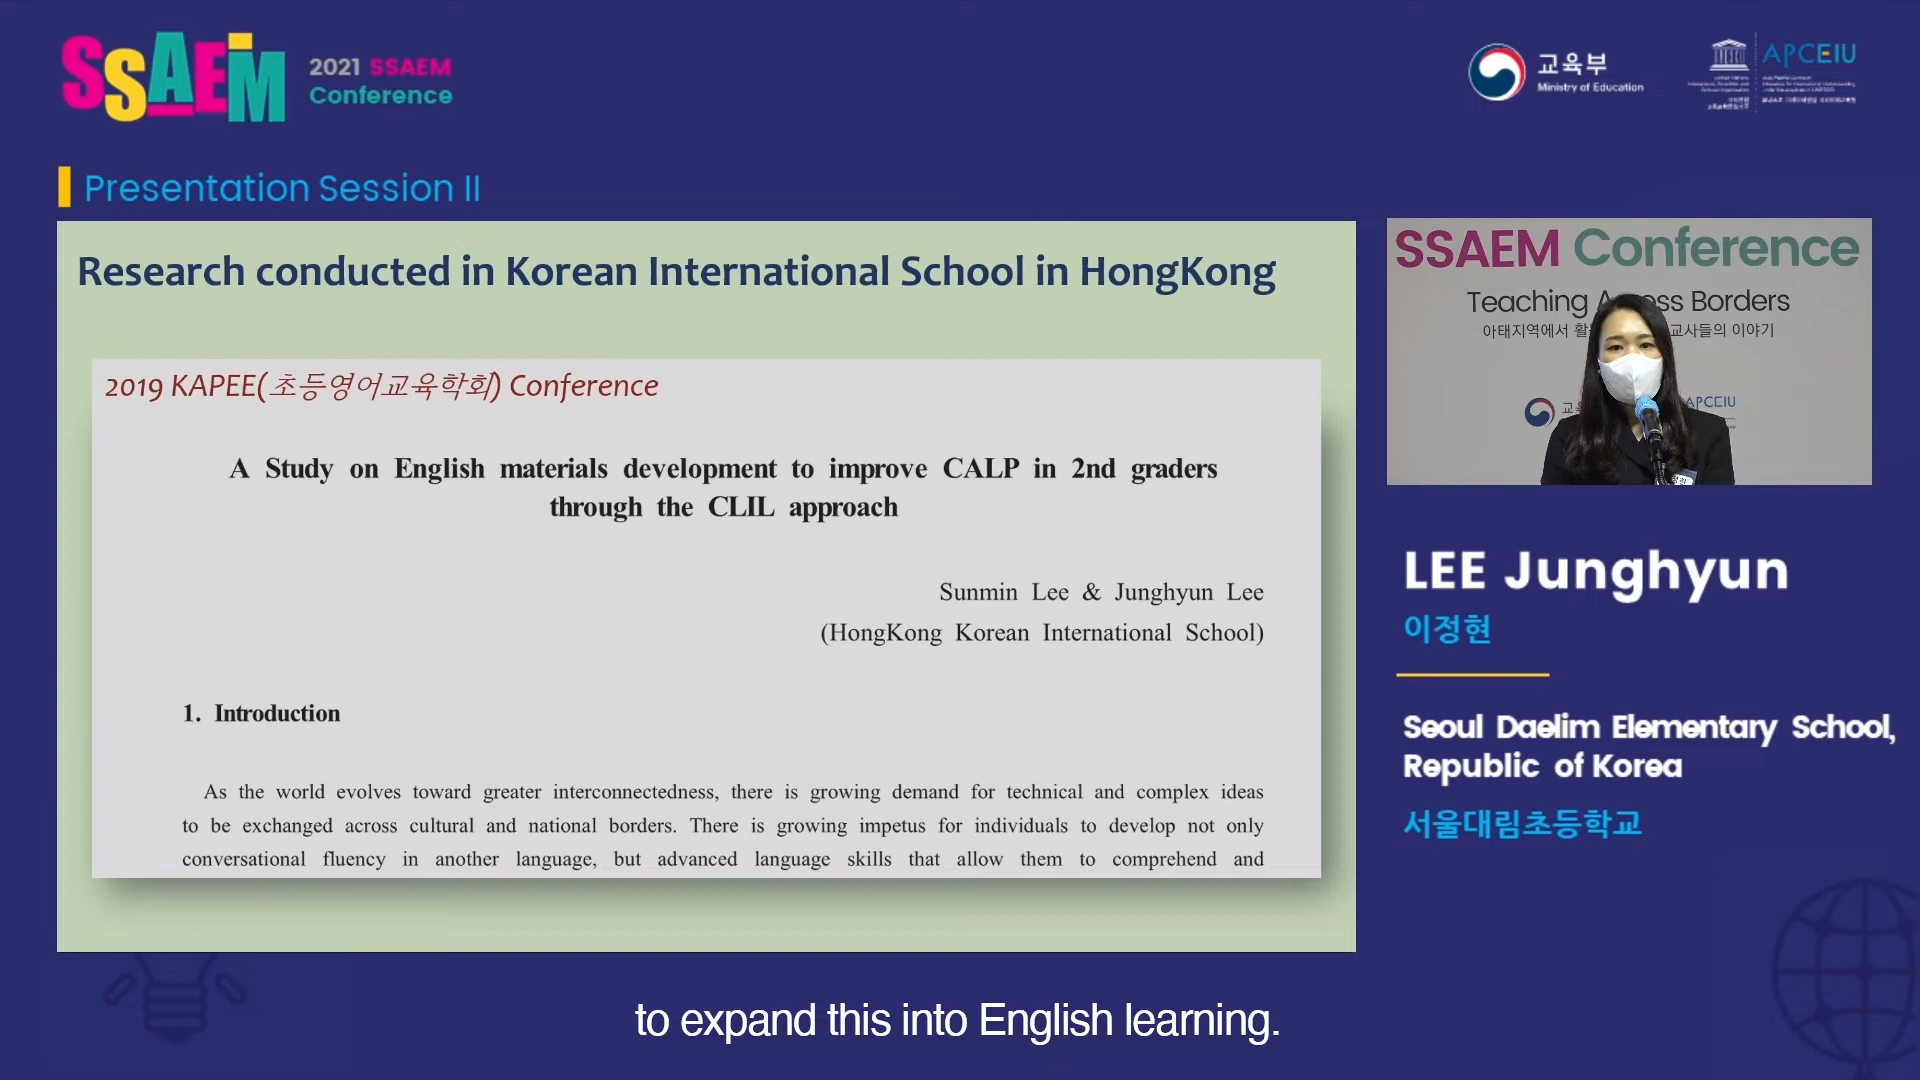 SSAEM
2021 SSAEM
Conference
교육부
Ministry of Education
APCEIU
Presentation Session II
Research conducted in Korean International School in HongKong
2019 KAPEE(초등영어교육학회) Conference
A Study on English materials development to improve CALP in 2nd graders
through the CLIL approach
Sunmin Lee & Junghyun Lee
(HongKong Korean International School)
1. Introduction
As the world evolves toward greater interconnectedness, there is growing demand for technical and complex ideas
to be exchanged across cultural and national borders. There is growing impetus for individuals to develop not only
conversational fluency in another language, but advanced language skills that allow them to comprehend and
SSAEM Conference
Teaching Borders
아태지역에서 교사들의 이야기
APCEIU
LEE Junghyun
이정현
Seoul Daelim Elementary School,
Republic of Korea
서울대림초등학교
to expand this into English learning.